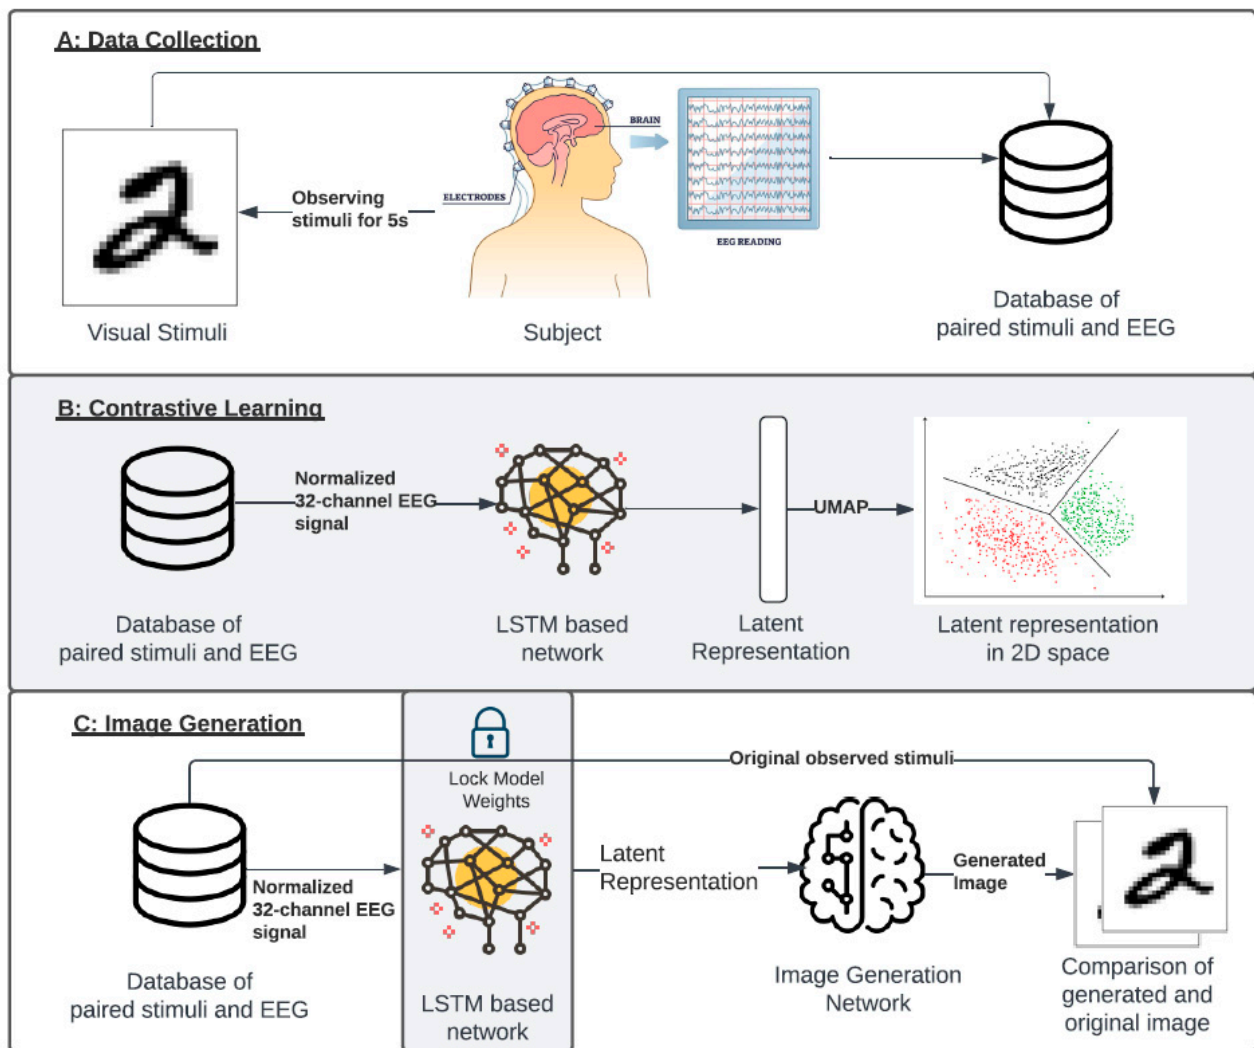 A: Data Collection
BRAIN
ELECTRODES
Observing
stimuli for 5s
EEG READING
Visual Stimuli
Subject
Database of
paired stimuli and EEG
B: Contrastive Learning
Normalized
32-channel EEG
signal
UMAP
Database of
paired stimuli and EEG
LSTM based
network
Latent
Representation
Latent representation
in 2D space
C: Image Generation
Original observed stimuli
Lock Model
Weights
Normalized
32-channel EEG
signal
Latent
Representation
Generated
Image
Database of
paired stimuli and EEG
LSTM based
network
Image Generation
Network
Comparison of
generated and
original image